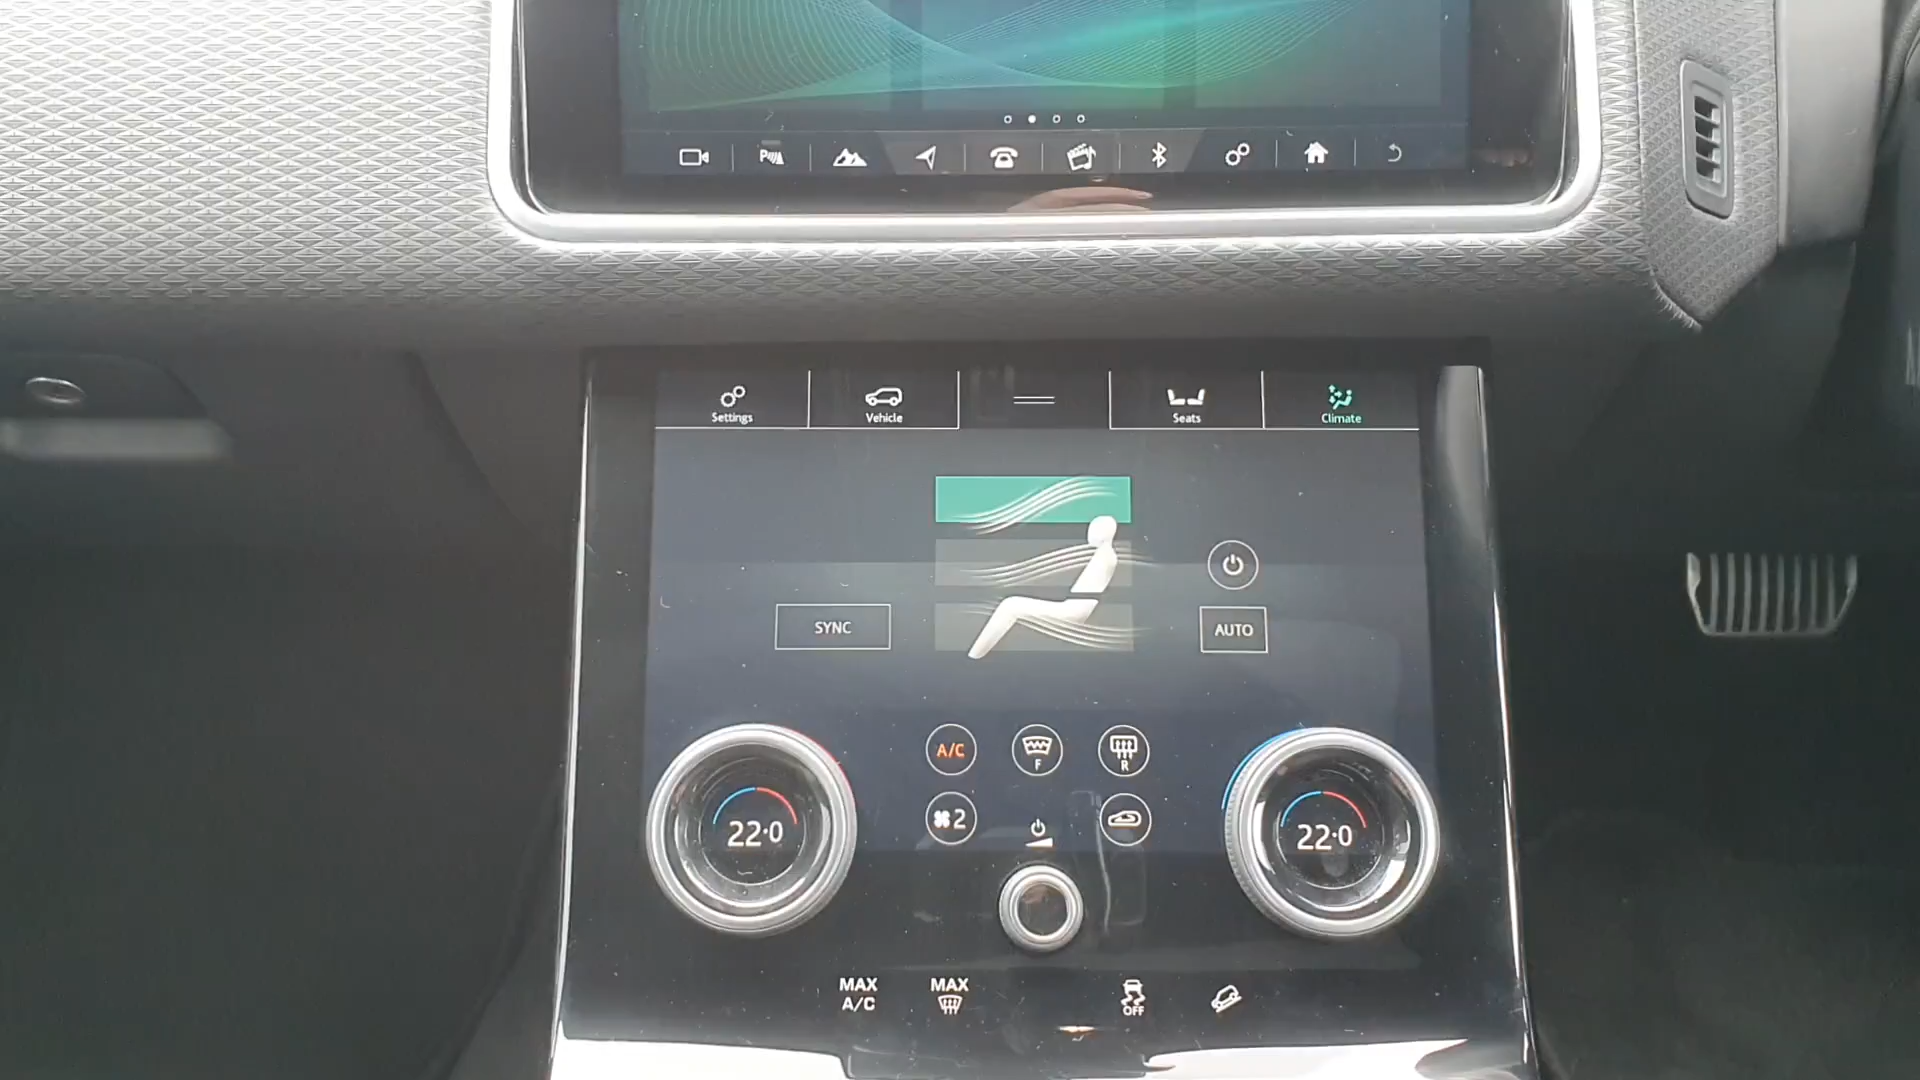 P
Settings
Vehicle
Seats
Climate
SYNC
AUTO
A/C
F
R
2
22·0
22·0
MAX
A/C
MAX
OFF